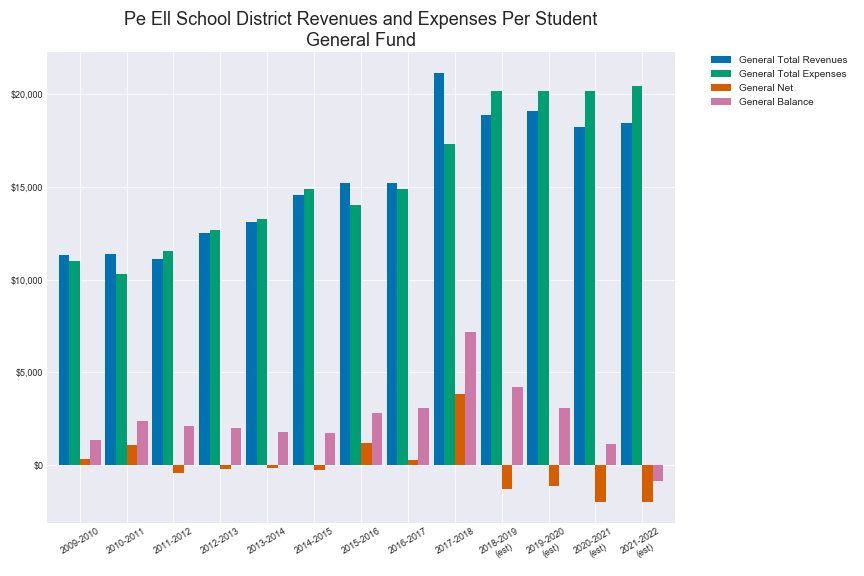 Pe Ell School District Revenues and Expenses Per Student
General Fund
General Total Revenues
General Total Expenses
General Net
General Balance
$20,000
$15,000
$10,000
$5,000
$0
2009-2010
2010-2011
2011-2012
2012-2013
2013-2014
2014-2015
2015-2016
2016-2017
2017-2018
2018-2019
(est)
2019-2020
(est)
2020-2021
(est)
2021-2022
(est)